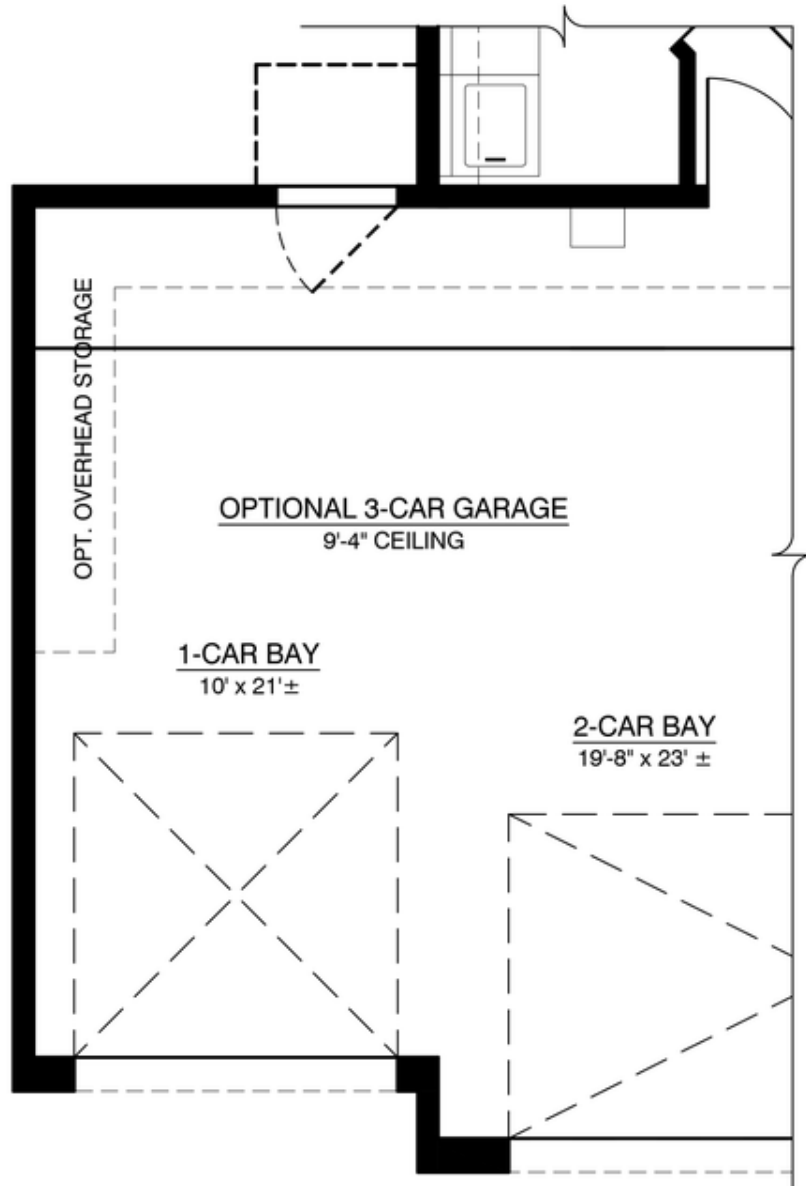 OPT. OVERHEAD STORAGE
OPTIONAL 3-CAR GARAGE
9'-4" CEILING
1-CAR BAY
10' x 21'±
2-CAR BAY
19'-8" x 23' ±